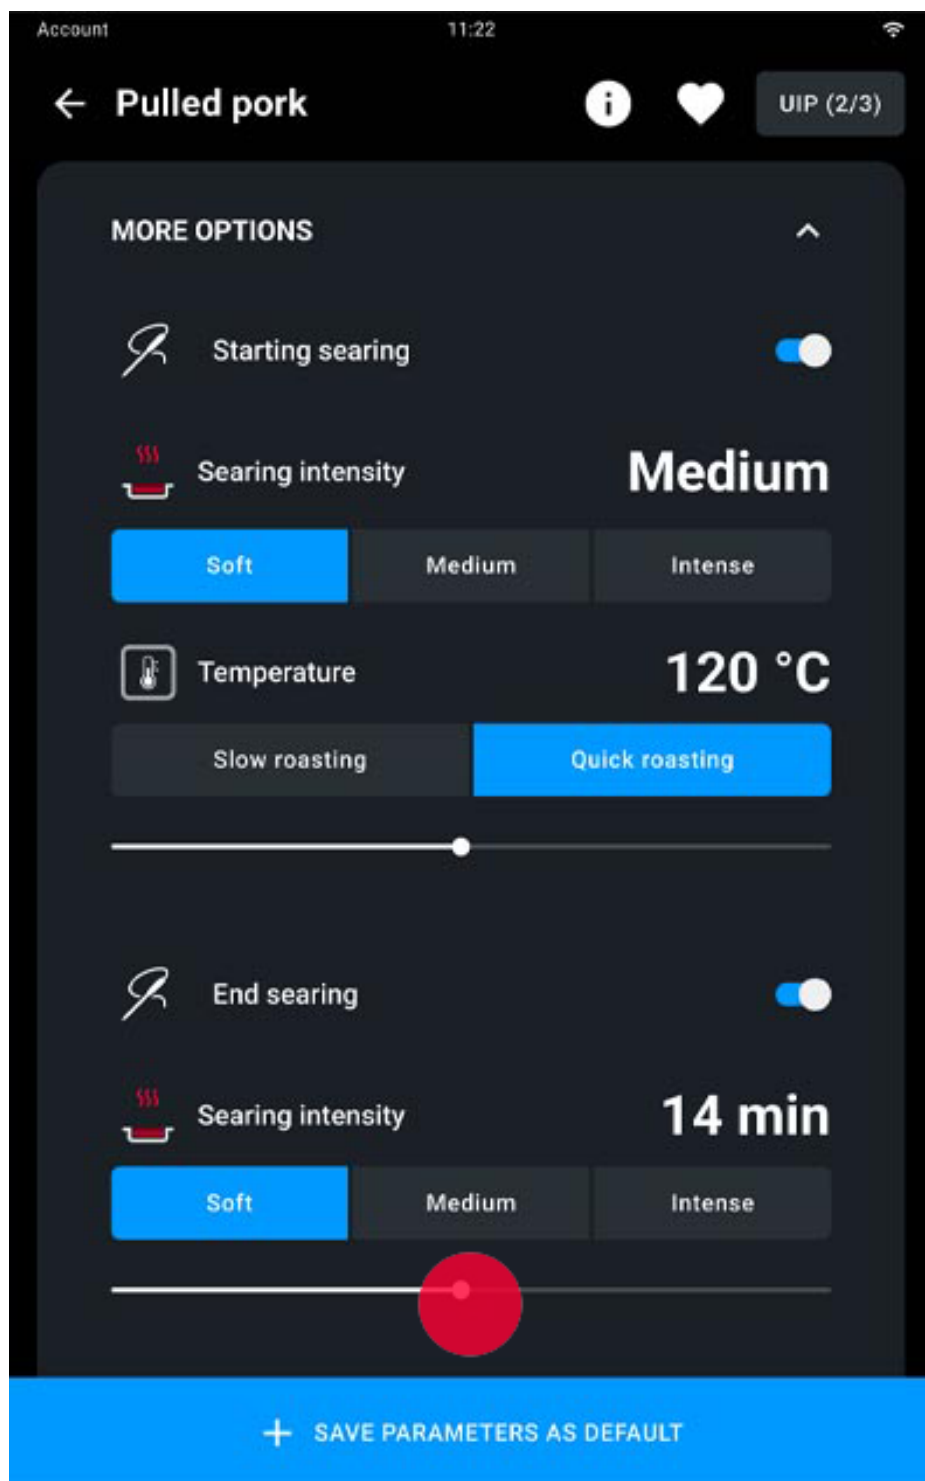 Account 11:22
Pulled pork UIP (2/3)
MORE OPTIONS
Starting searing
Searing intensity Medium
Soft Medium Intense
Temperature 120 °C
Slow roasting Quick roasting
End searing
Searing intensity 14 min
Soft Medium Intense
+ SAVE PARAMETERS AS DEFAULT